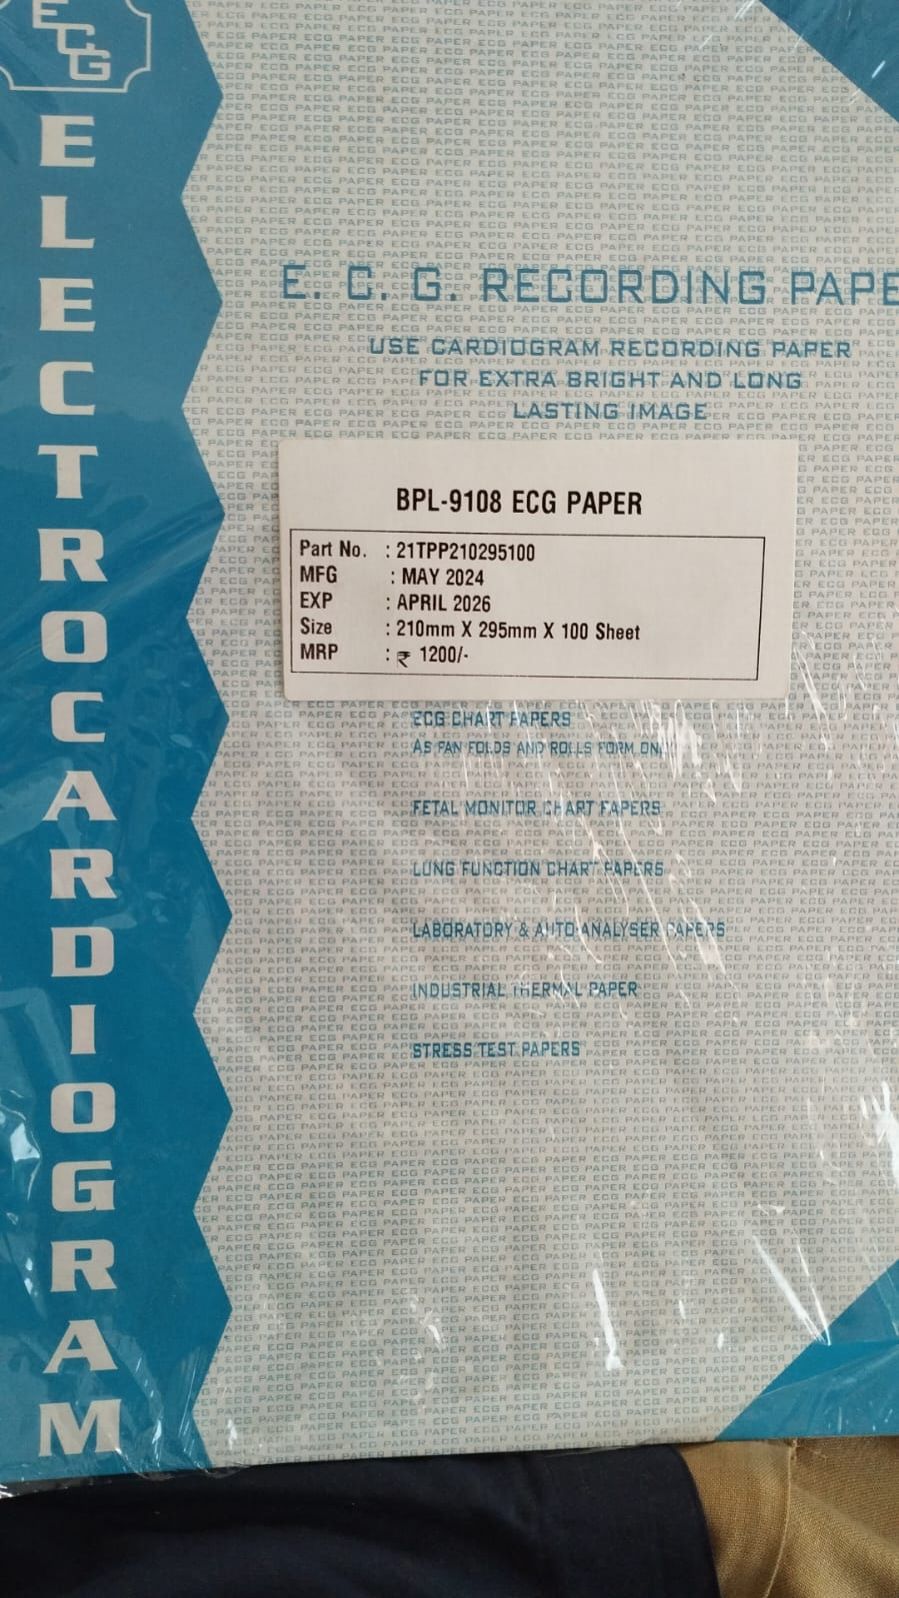 ECG
ELECTROCARDIOGRAM
E. C. G. RECORDING PAPE
USE CARDIOGRAM RECORDING PAPER
FOR EXTRA BRIGHT AND LONG
LASTING IMAGE
BPL-9108 ECG PAPER
Part No. : 21TPP210295100
MFG : MAY 2024
EXP : APRIL 2026
Size : 210mm X 295mm X 100 Sheet
MRP : ₹ 1200/-
ECG CHART PAPERS
AS FAN FOLDS AND ROLLS FORM
FETAL MONITOR CHART PAPERS
LUNG FUNCTION CHART PAPERS
LABORATORY & AUTO-ANALYSER PAPERS
INDUSTRIAL THERMAL PAPER
STRESS TEST PAPERS